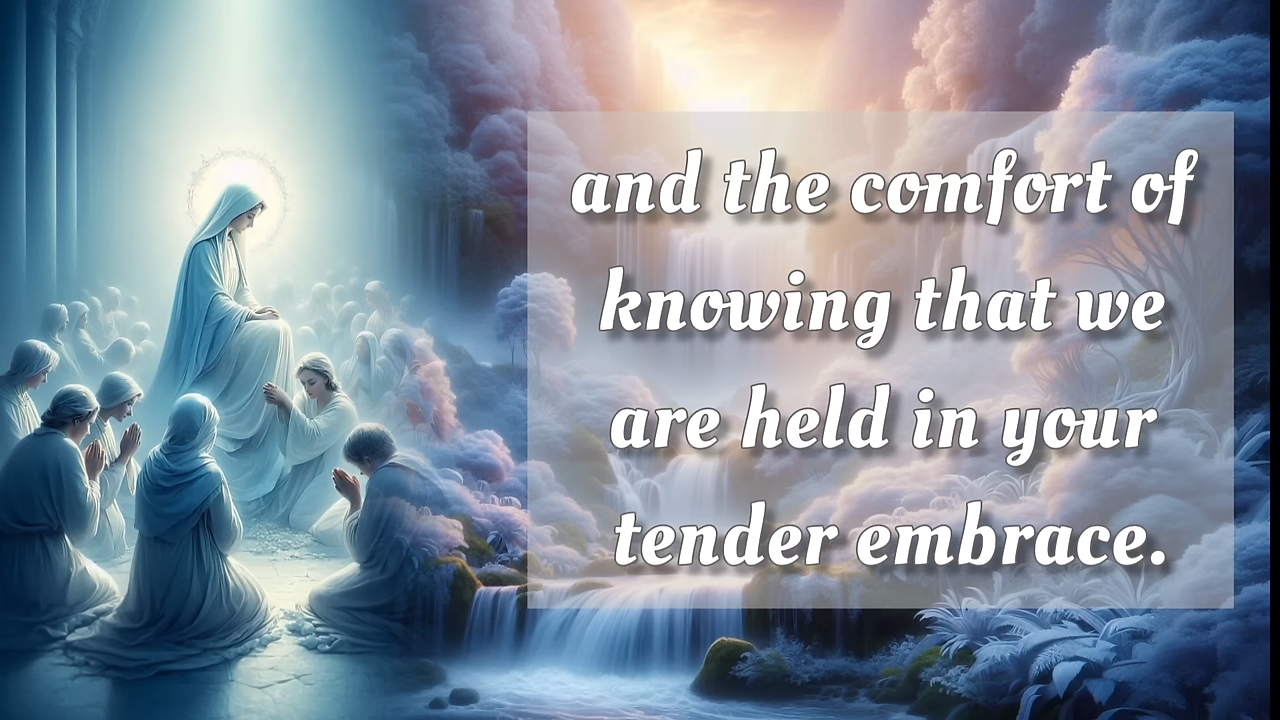 and the comfort of
knowing that we
are held in your
tender embrace.